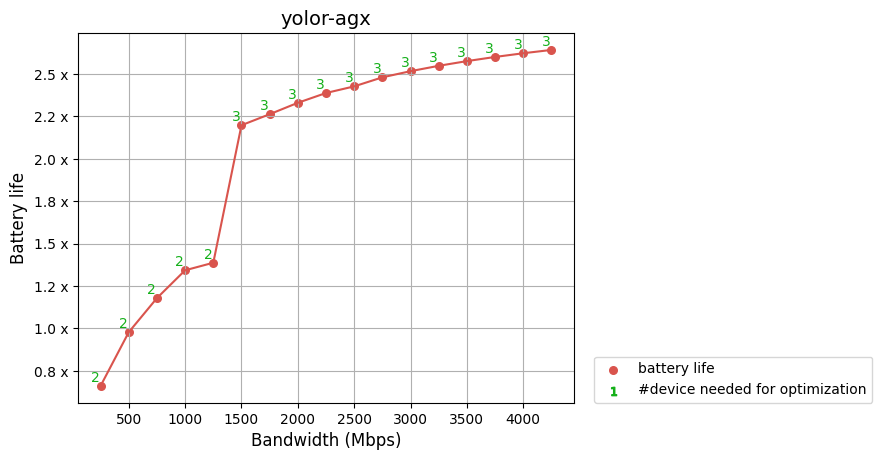 yolor-agx
Battery life
2.5 x
2.2 x
2.0 x
1.8 x
1.5 x
1.2 x
1.0 x
0.8 x
2 2 2 2 2 3 3 3 3 3 3 3 3 3 3 3 3
500 1000 1500 2000 2500 3000 3500 4000
Bandwidth (Mbps)
battery life
1 #device needed for optimization